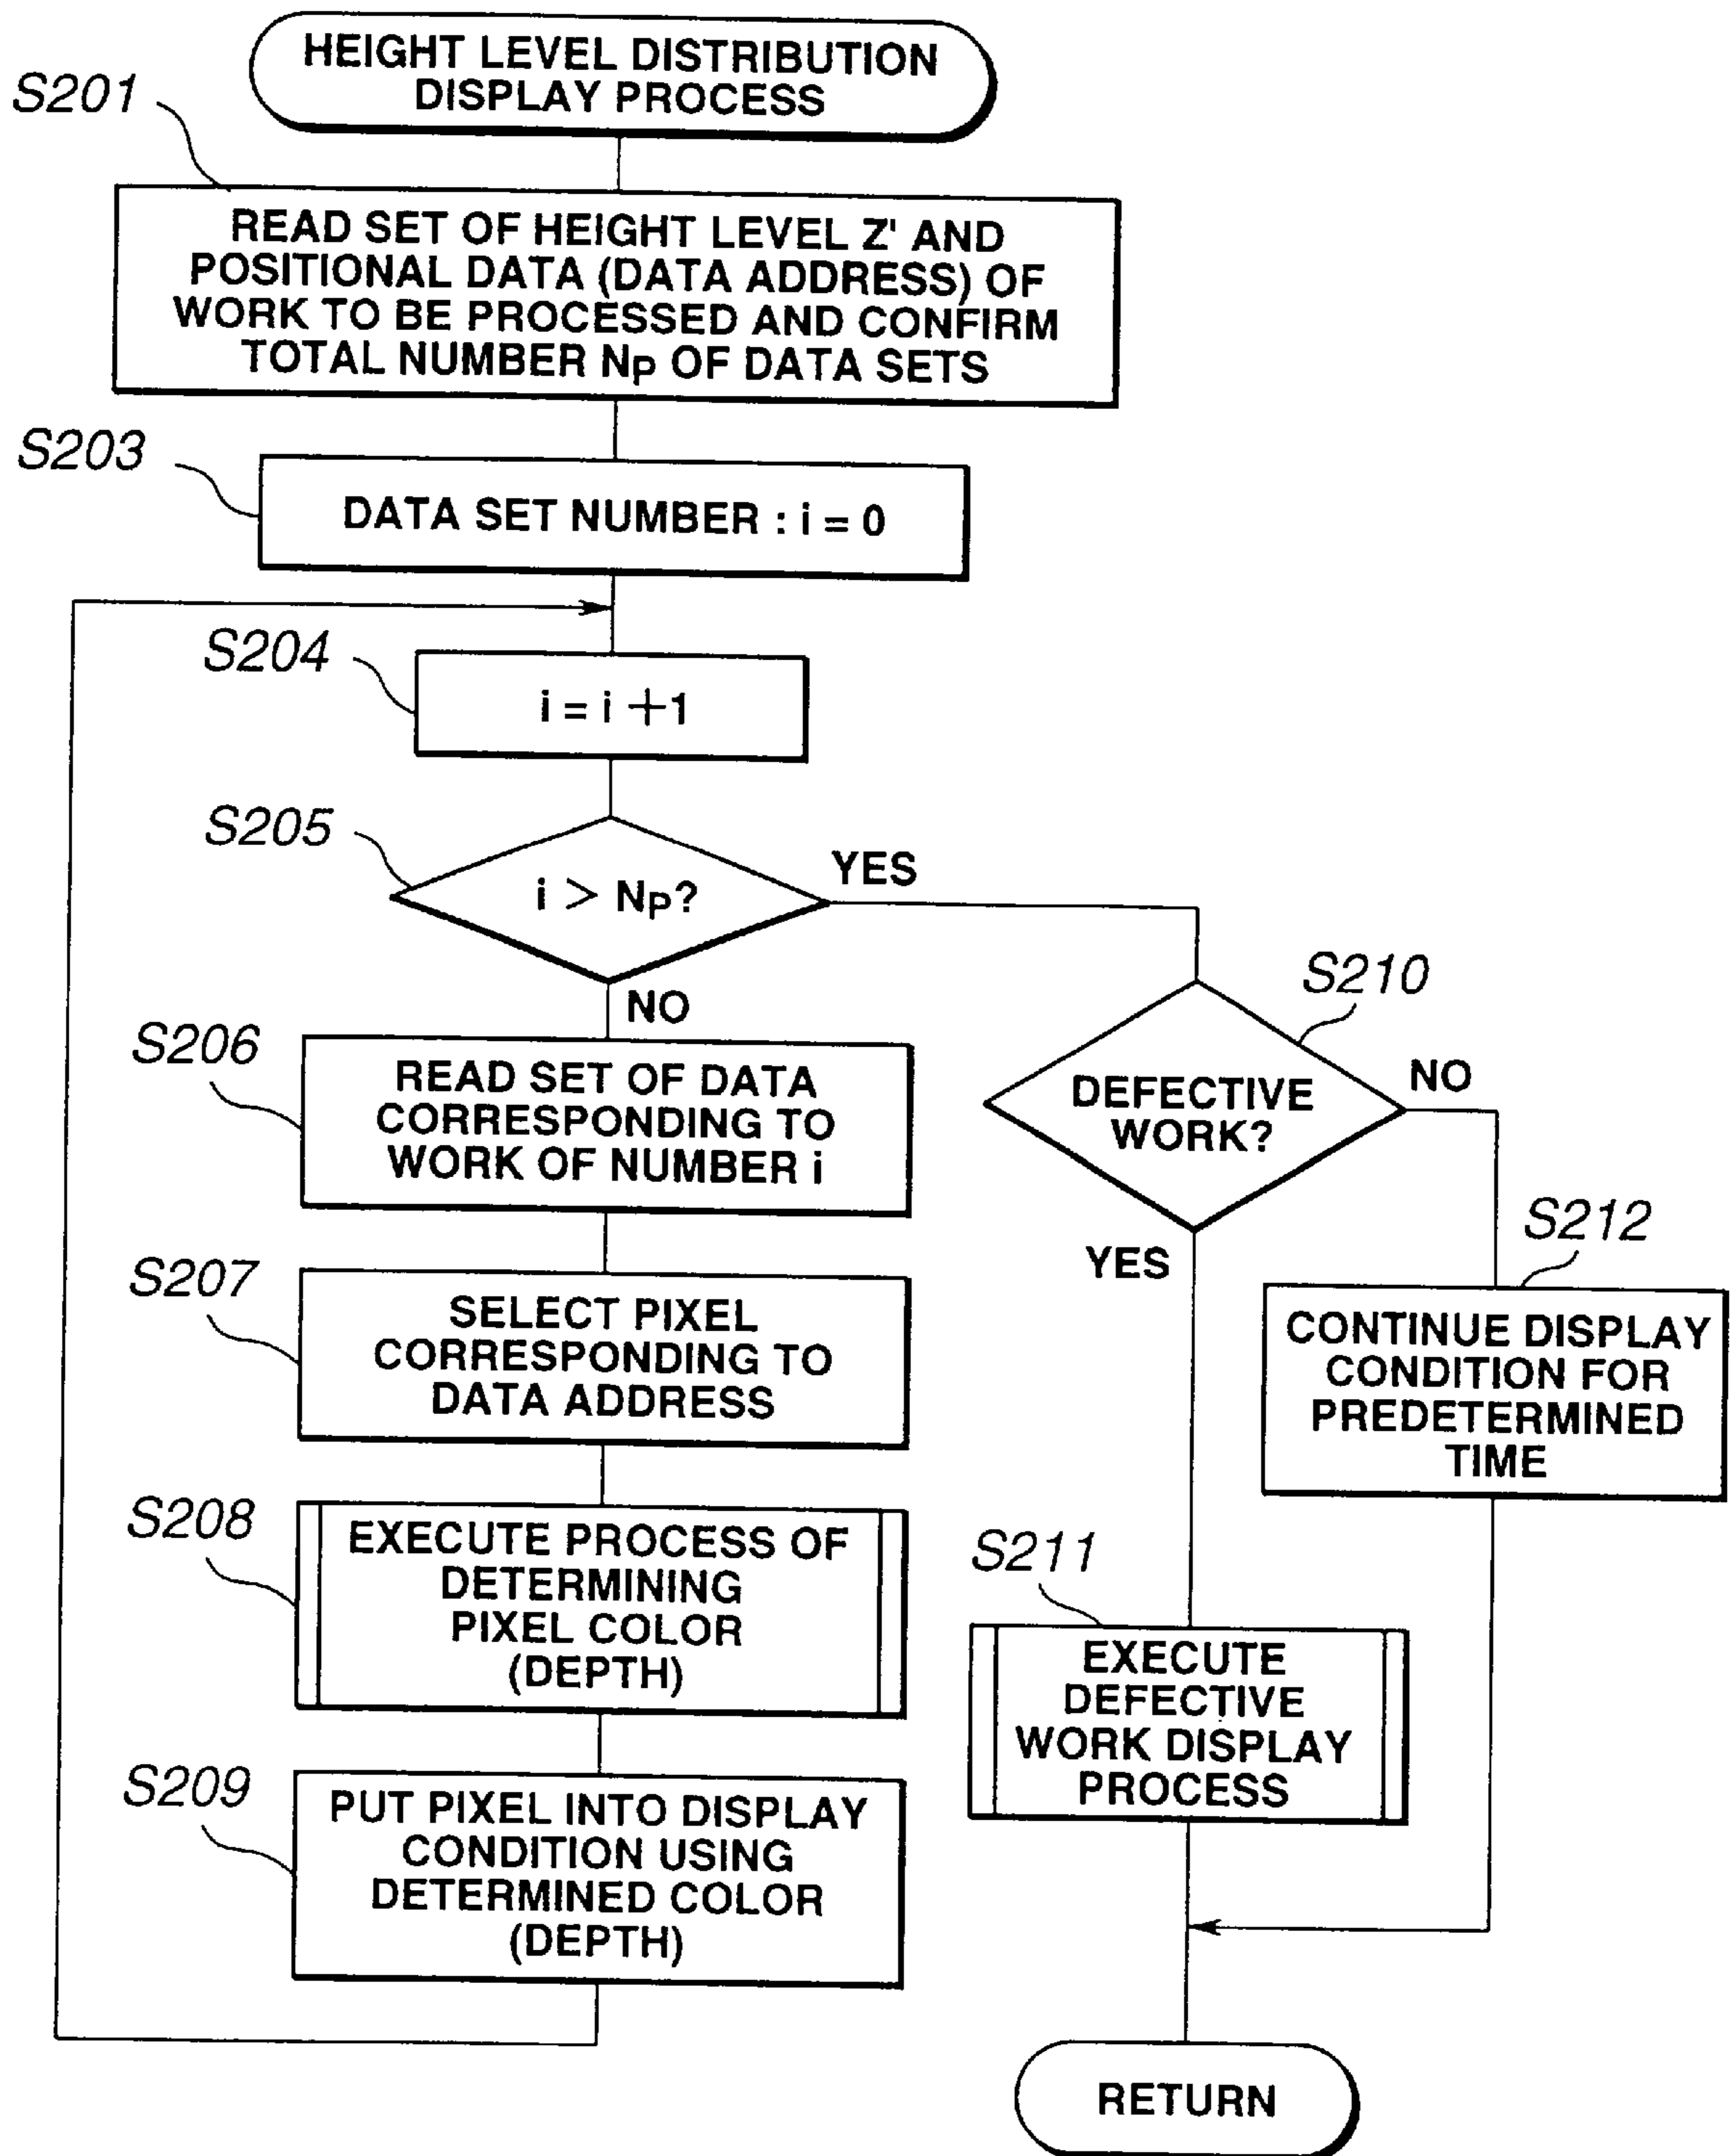 HEIGHT LEVEL DISTRIBUTION
DISPLAY PROCESS
S201
READ SET OF HEIGHT LEVEL Z' AND
POSITIONAL DATA (DATA ADDRESS) OF
WORK TO BE PROCESSED AND CONFIRM
TOTAL NUMBER NP OF DATA SETS
S203
DATA SET NUMBER : i = 0
S204
i = i +1
S205
i > NP?
YES
NO
S206
READ SET OF DATA
CORRESPONDING TO
WORK OF NUMBER i
S207
SELECT PIXEL
CORRESPONDING TO
DATA ADDRESS
S208
EXECUTE PROCESS OF
DETERMINING
PIXEL COLOR
(DEPTH)
S209
PUT PIXEL INTO DISPLAY
CONDITION USING
DETERMINED COLOR
(DEPTH)
S210
DEFECTIVE
WORK?
NO
YES
S212
CONTINUE DISPLAY
CONDITION FOR
PREDETERMINED
TIME
S211
EXECUTE
DEFECTIVE
WORK DISPLAY
PROCESS
RETURN